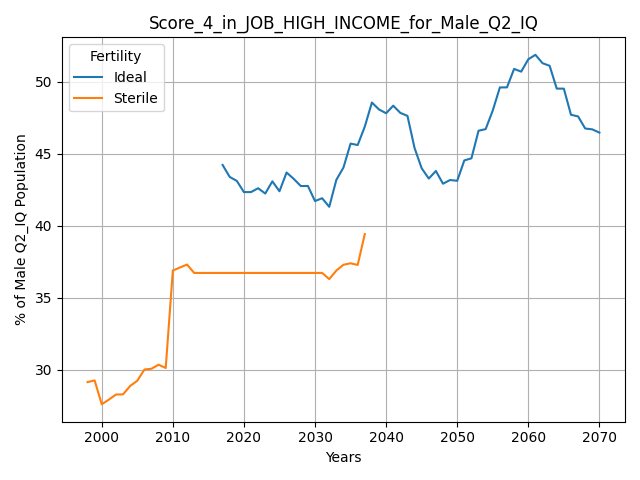 Score_4_in_JOB_HIGH_INCOME_for_Male_Q2_IQ
Fertility
Ideal
Sterile
% of Male Q2_IQ Population
50
45
40
35
30
2000 2010 2020 2030 2040 2050 2060 2070
Years